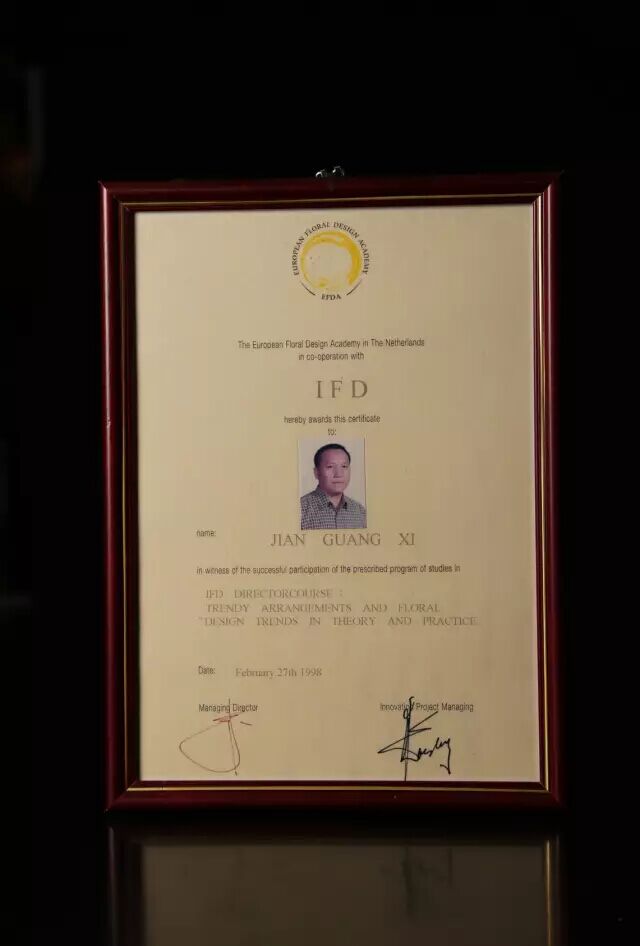 EUROPEAN FLORAL DESIGN ACADEMY
EFDA
The European Floral Design Academy in The Netherlands
in co-operation with
IFD
hereby awards this certificate
to:
name:
JIAN GUANG XI
in witness of the successful participation of the prescribed program of studies in
IFD DIRECTORCOURSE :
TRENDY ARRANGEMENTS AND FLORAL
"DESIGN TRENDS IN THEORY AND PRACTICE
Date: February 27th 1998
Managing Director
Innovation Project Managing